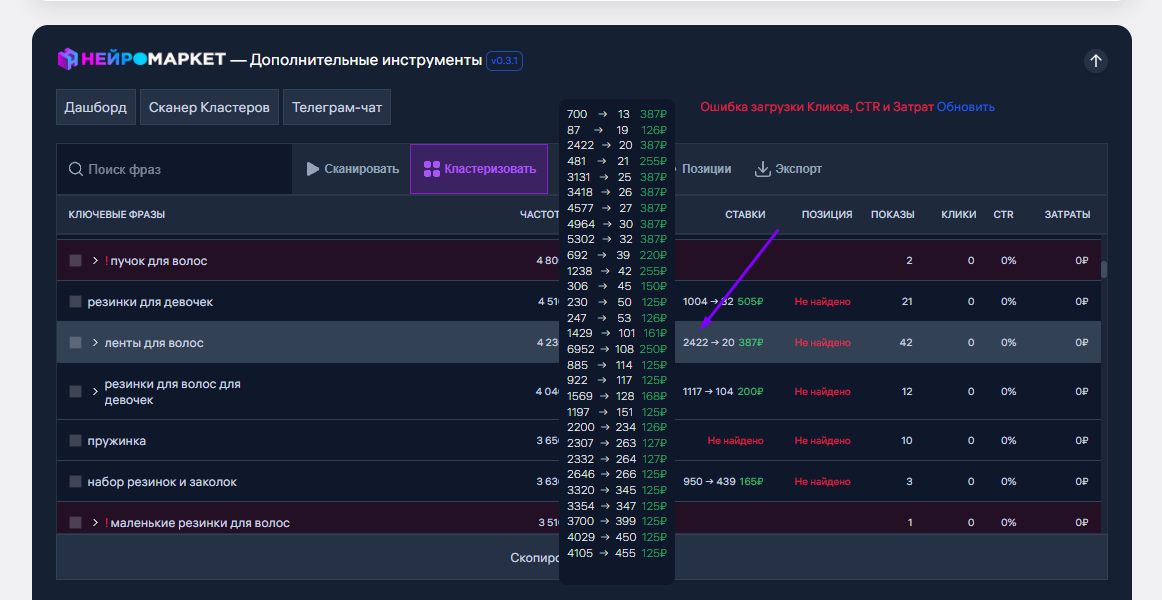 НЕЙРОМАРКЕТ — Дополнительные инструменты v0.3.1
Дашборд Сканер Кластеров Телеграм-чат
Ошибка загрузки Кликов, CTR и Затрат Обновить
Поиск фраз Сканировать Кластеризовать Позиции Экспорт
КЛЮЧЕВЫЕ ФРАЗЫ ЧАСТОТ СТАВКИ ПОЗИЦИЯ ПОКАЗЫ КЛИКИ CTR ЗАТРАТЫ
! пучок для волос 4 80 2 0 0% 0₽
резинки для девочек 4 51 1004 → 32 505₽ Не найдено 21 0 0% 0₽
ленты для волос 4 23 2422 → 20 387₽ Не найдено 42 0 0% 0₽
резинки для волос для
девочек 4 04 1117 → 104 200₽ Не найдено 12 0 0% 0₽
пружинка 3 65 Не найдено Не найдено 10 0 0% 0₽
набор резинок и заколок 3 63 950 → 439 165₽ Не найдено 3 0 0% 0₽
! маленькие резинки для волос 3 51 1 0 0% 0₽
Скопиро
700 → 13 387₽
87 → 19 126₽
2422 → 20 387₽
481 → 21 255₽
3131 → 25 387₽
3418 → 26 387₽
4577 → 27 387₽
4964 → 30 387₽
5302 → 32 387₽
692 → 39 220₽
1238 → 42 255₽
306 → 45 150₽
230 → 50 125₽
247 → 53 126₽
1429 → 101 161₽
6952 → 108 250₽
885 → 114 125₽
922 → 117 125₽
1569 → 128 168₽
1197 → 151 125₽
2200 → 234 126₽
2307 → 263 127₽
2332 → 264 127₽
2646 → 266 125₽
3320 → 345 125₽
3354 → 347 125₽
3700 → 399 125₽
4029 → 450 125₽
4105 → 455 125₽